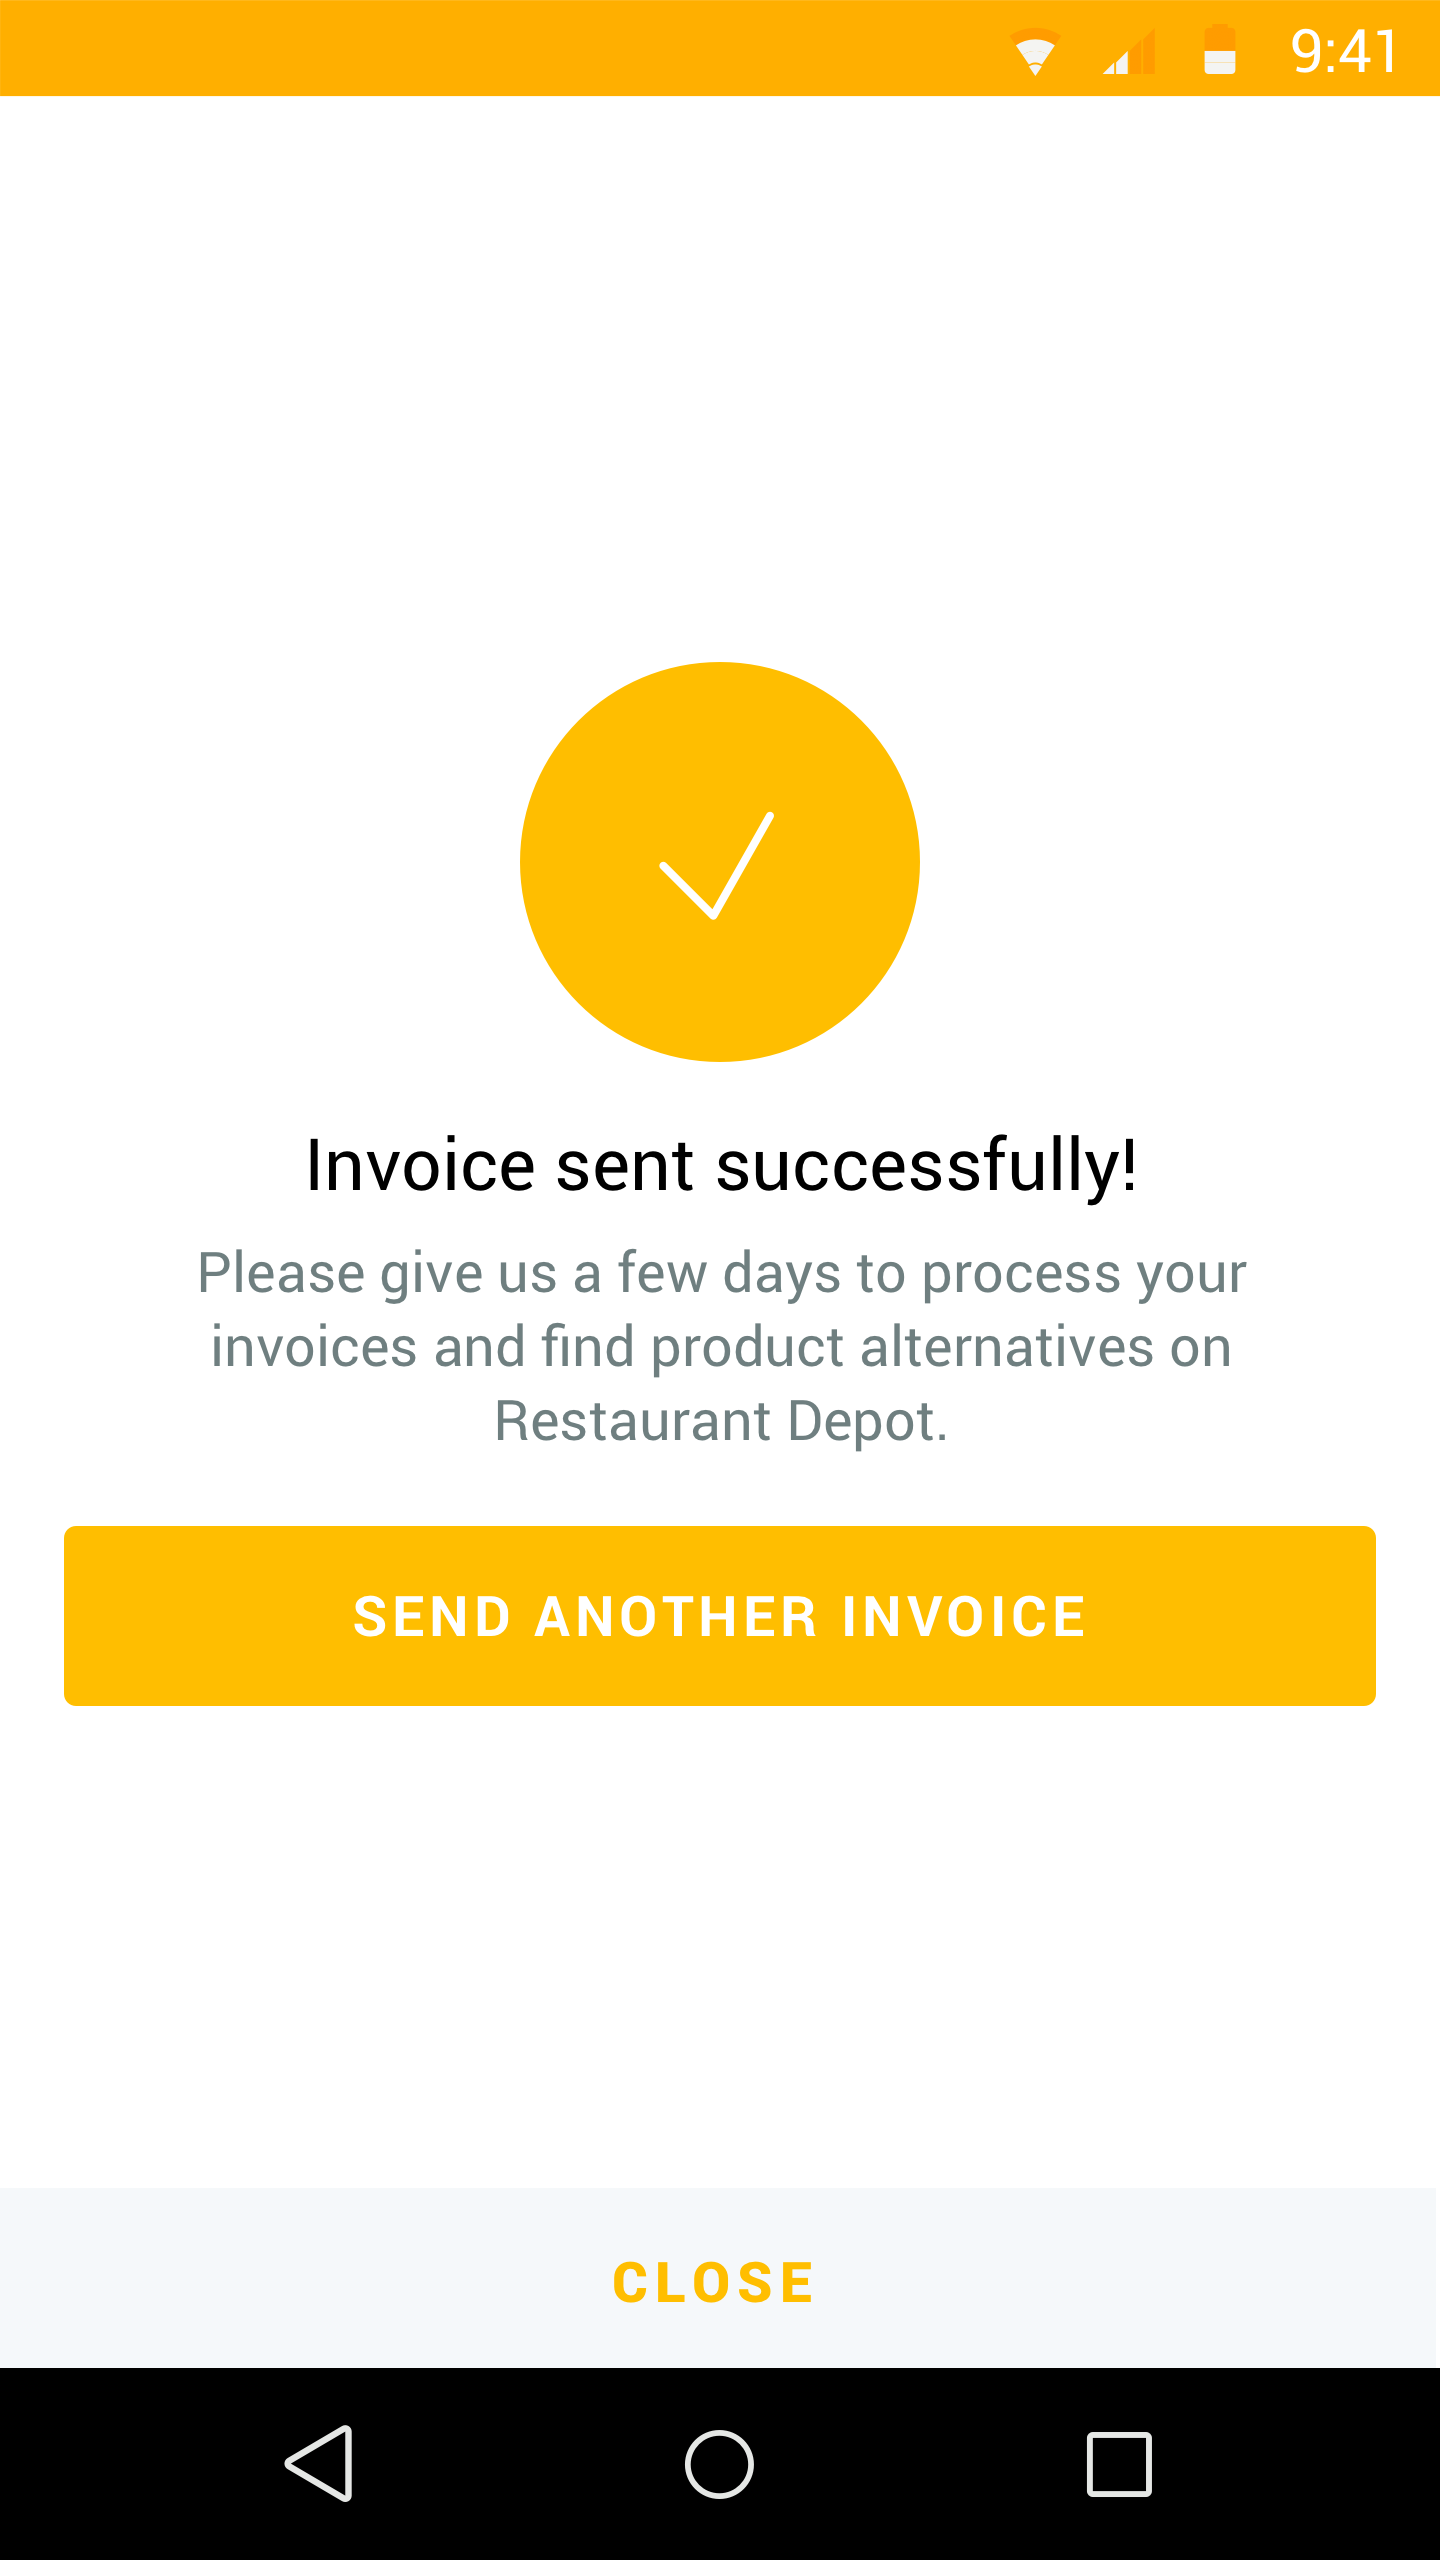 9:41
Invoice sent successfully!
Please give us a few days to process your
invoices and find product alternatives on
Restaurant Depot.
SEND ANOTHER INVOICE
CLOSE